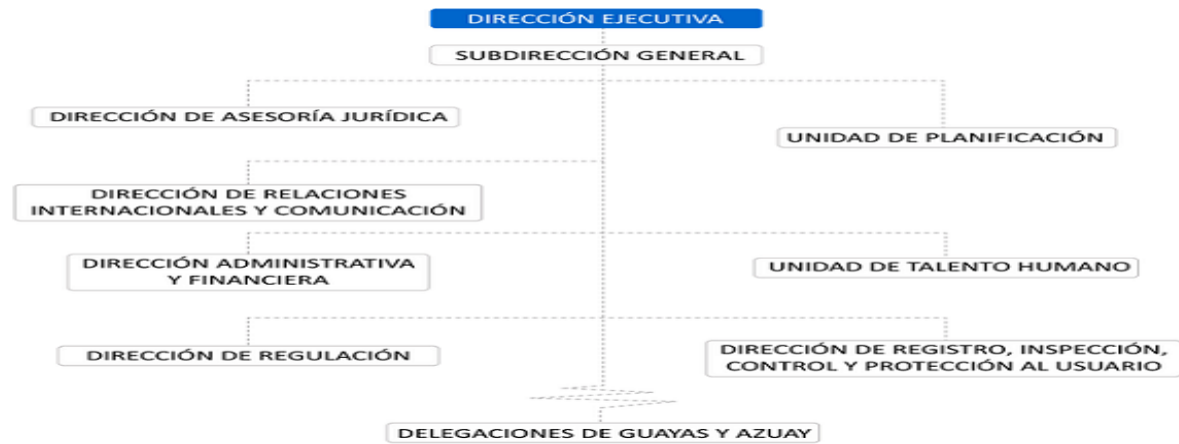 DIRECCIÓN EJECUTIVA
SUBDIRECCIÓN GENERAL
DIRECCIÓN DE ASESORÍA JURÍDICA
UNIDAD DE PLANIFICACIÓN
DIRECCIÓN DE RELACIONES
INTERNACIONALES Y COMUNICACIÓN
DIRECCIÓN ADMINISTRATIVA
Y FINANCIERA
UNIDAD DE TALENTO HUMANO
DIRECCIÓN DE REGULACIÓN
DIRECCIÓN DE REGISTRO, INSPECCIÓN,
CONTROL Y PROTECCIÓN AL USUARIO
DELEGACIONES DE GUAYAS Y AZUAY